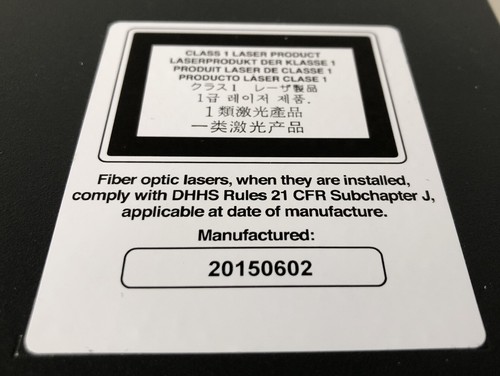 CLASS 1 LASER PRODUCT
LASERPRODUKT DER KLASSE 1
PRODUIT LASER DE CLASSE 1
PRODUCTO LÁSER CLASE 1
クラス1 レーザ製品
1급 레이저 제품.
1類激光產品
一类激光产品
Fiber optic lasers, when they are installed,
comply with DHHS Rules 21 CFR Subchapter J,
applicable at date of manufacture.
Manufactured:
20150602